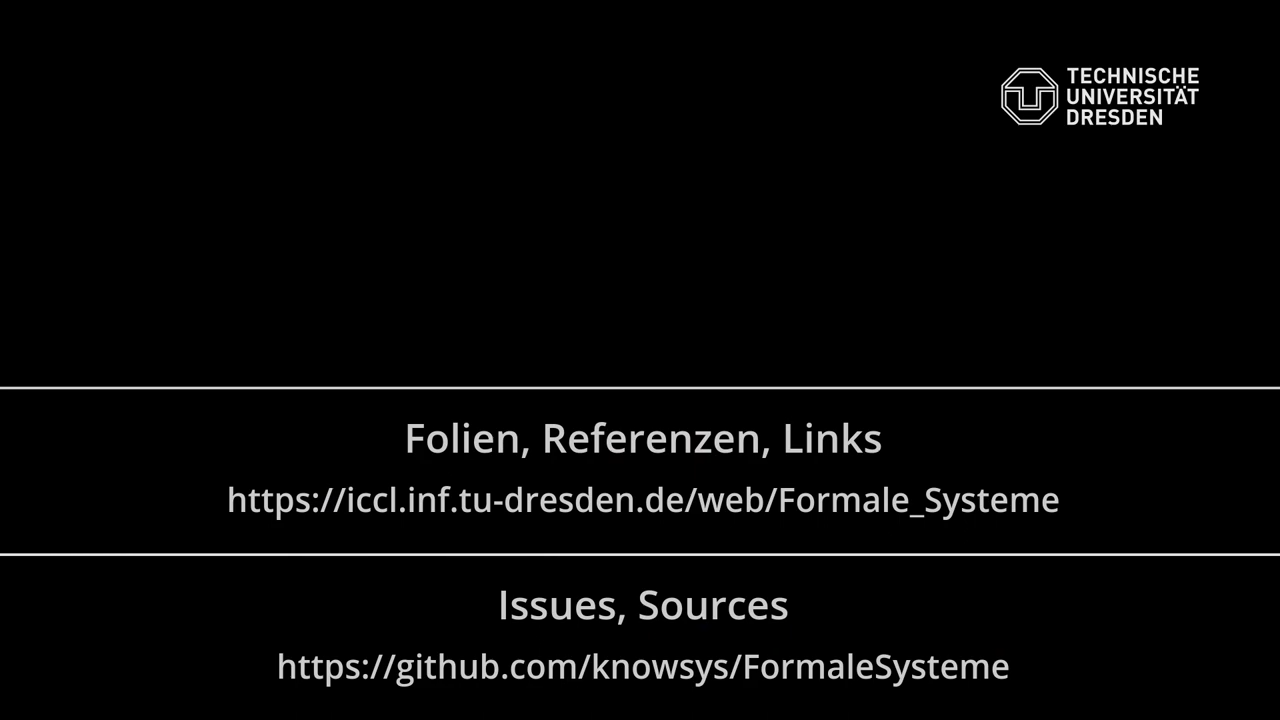 TECHNISCHE
UNIVERSITÄT
DRESDEN
Folien, Referenzen, Links
https://iccl.inf.tu-dresden.de/web/Formale_Systeme
Issues, Sources
https://github.com/knowsys/FormaleSysteme